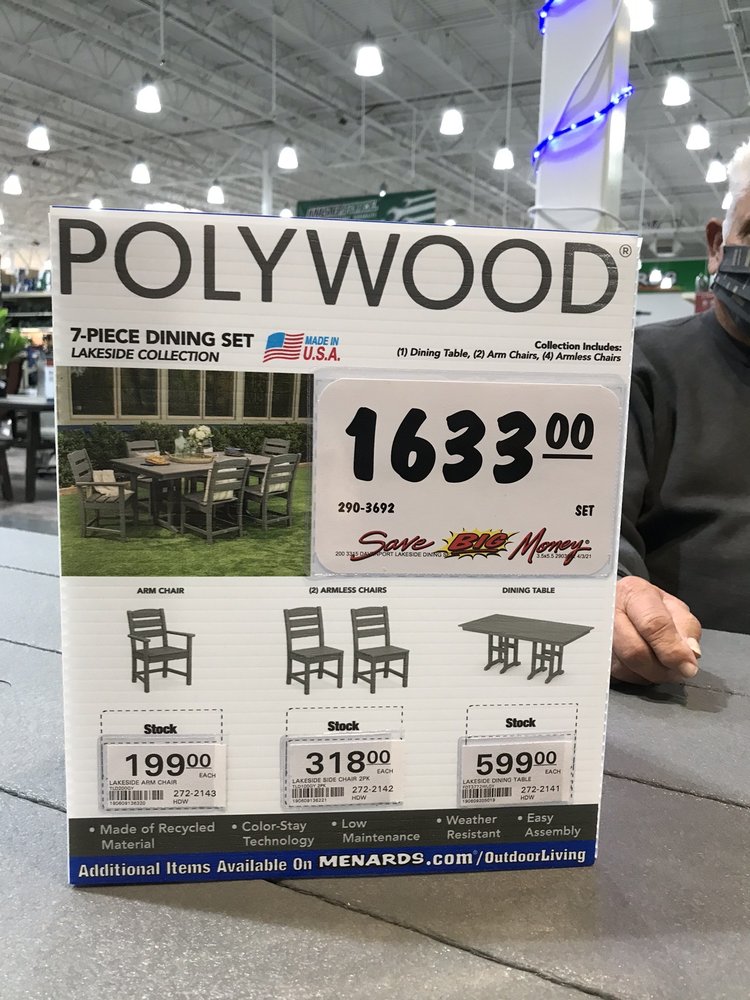 POLYWOOD®
7-PIECE DINING SET
LAKESIDE COLLECTION
MADE IN
U.S.A.
Collection Includes:
(1) Dining Table, (2) Arm Chairs, (4) Armless Chairs
1633 00
290-3692 SET
Save BIG Money®
ARM CHAIR
(2) ARMLESS CHAIRS
DINING TABLE
Stock
199 00
EACH
LAKESIDE ARM CHAIR
272-2143
HDW
Stock
318 00
EACH
LAKESIDE SIDE CHAIR 2PK
272-2142
HDW
Stock
599 00
EACH
LAKESIDE DINING TABLE
272-2141
HDW
• Made of Recycled
Material
• Color-Stay
Technology
• Low
Maintenance
• Weather
Resistant
• Easy
Assembly
Additional Items Available On MENARDS.com®/OutdoorLiving